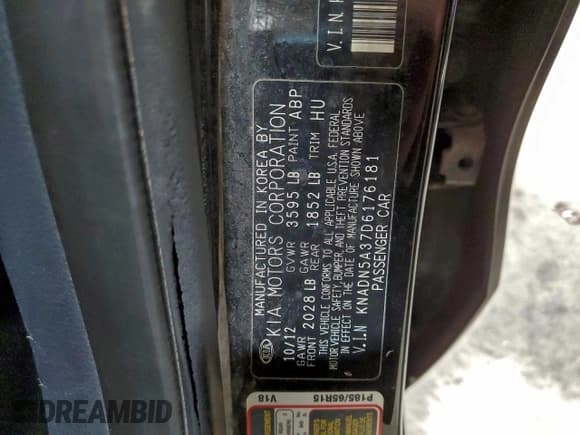 V.I.N
MANUFACTURED IN KOREA BY
KIA MOTORS CORPORATION
10/12 GVWR 3595 LB PAINT ABP
GAWR FRONT 2028 LB GAWR REAR 1852 LB TRIM HU
THIS VEHICLE CONFORMS TO ALL APPLICABLE U.S.A. FEDERAL
MOTOR VEHICLE SAFETY, BUMPER, AND THEFT PREVENTION STANDARDS
IN EFFECT ON THE DATE OF MANUFACTURE SHOWN ABOVE
V.I.N KNADN5A37D6176181
PASSENGER CAR
P185/65R15
V18
DREAMBID